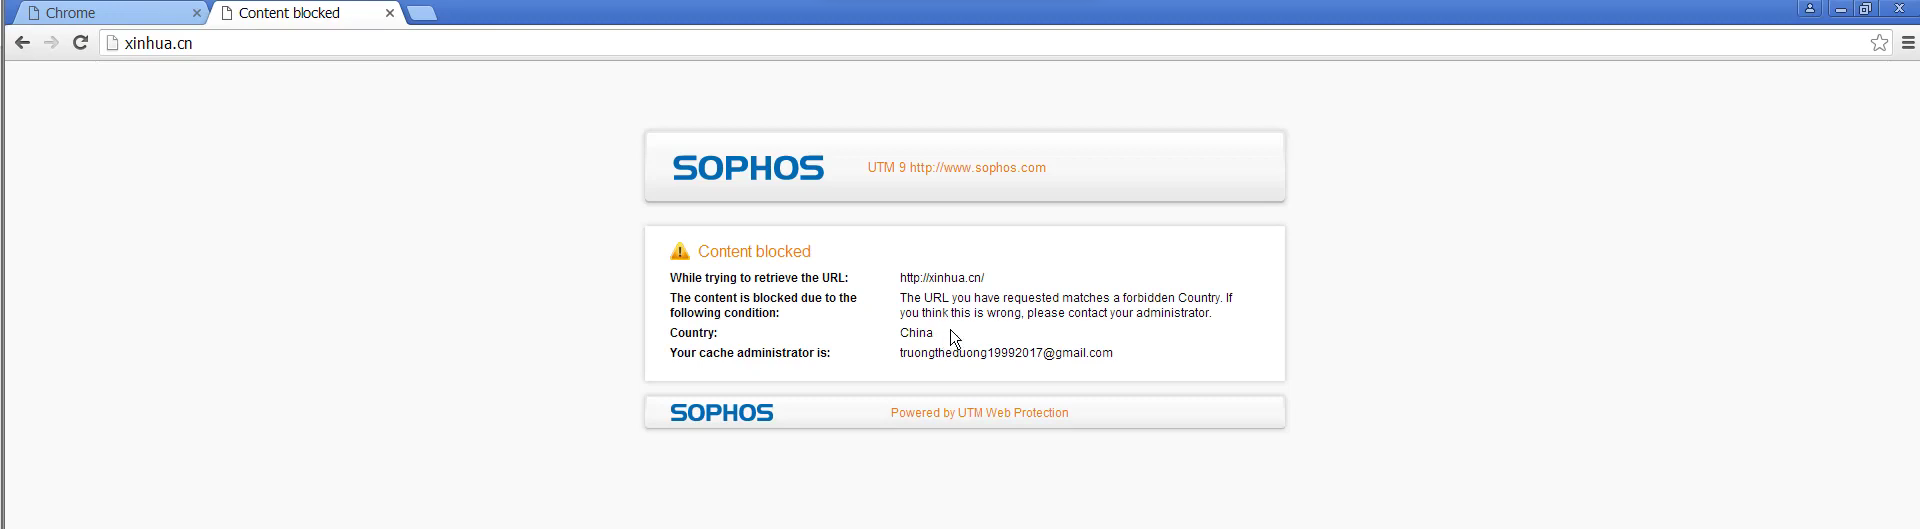 Chrome
Content blocked
xinhua.cn
SOPHOS
UTM 9 http://www.sophos.com
Content blocked
While trying to retrieve the URL: http://xinhua.cn/
The content is blocked due to the following condition:
The URL you have requested matches a forbidden Country. If
you think this is wrong, please contact your administrator.
Country: China
Your cache administrator is: truongtheduong19992017@gmail.com
SOPHOS
Powered by UTM Web Protection